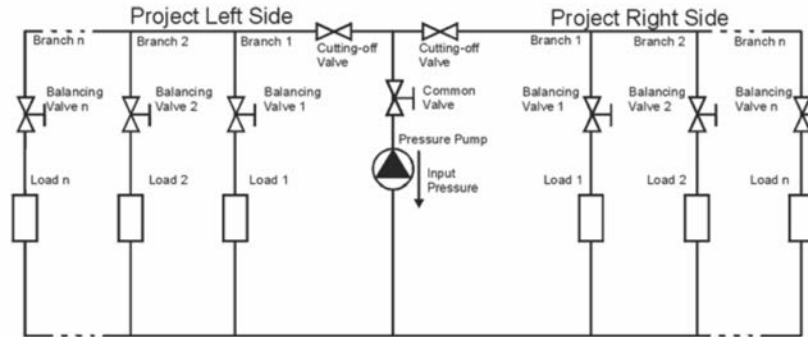 Project Left Side
Project Right Side
Branch n
Branch 2
Branch 1
Cutting-off
Valve
Cutting-off
Valve
Branch 1
Branch 2
Branch n
Balancing
Valve n
Balancing
Valve 2
Balancing
Valve 1
Common
Valve
Balancing
Valve 1
Balancing
Valve 2
Balancing
Valve n
Pressure Pump
Input
Pressure
Load n
Load 2
Load 1
Load 1
Load 2
Load n